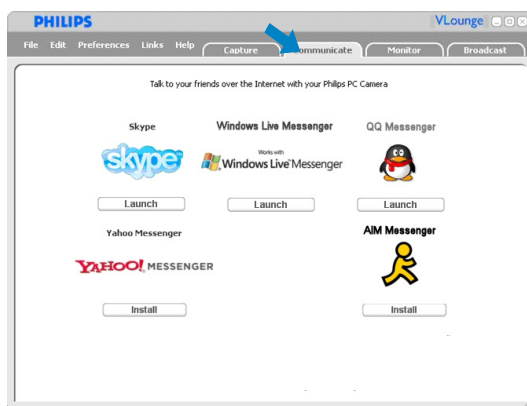 PHILIPS
VLounge
File Edit Preferences Links Help
Capture Communicate Monitor Broadcast
Talk to your friends over the Internet with your Philips PC Camera
Skype Windows Live Messenger QQ Messenger
skype
Works with
Windows Live Messenger
Launch Launch Launch
Yahoo Messenger AIM Messenger
YAHOO! MESSENGER
Install Install